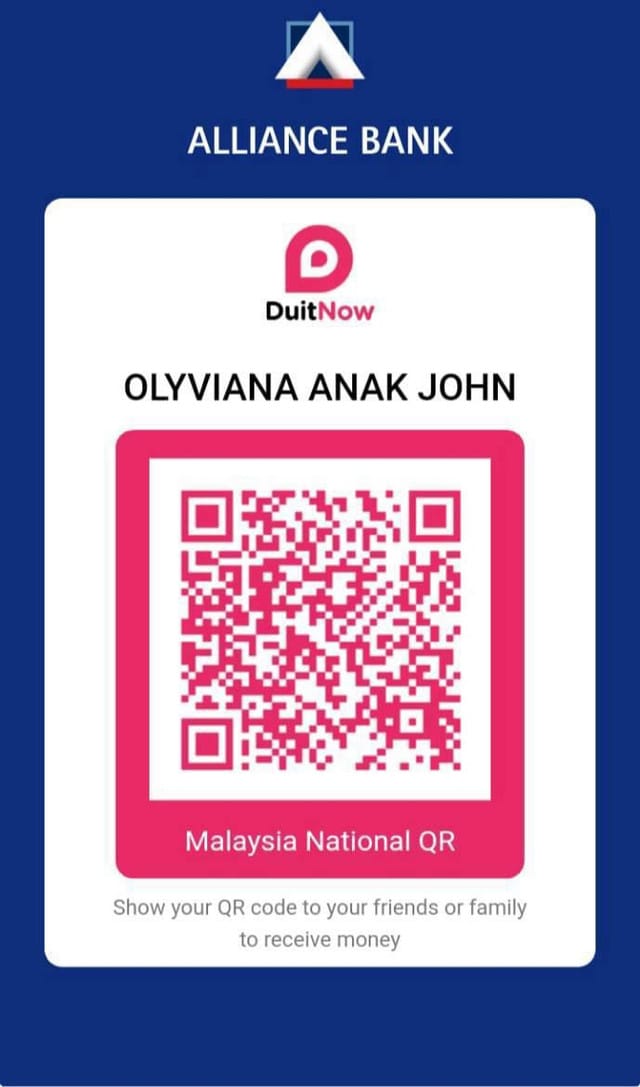 ALLIANCE BANK
DuitNow
OLYVIANA ANAK JOHN
Malaysia National QR
Show your QR code to your friends or family
to receive money